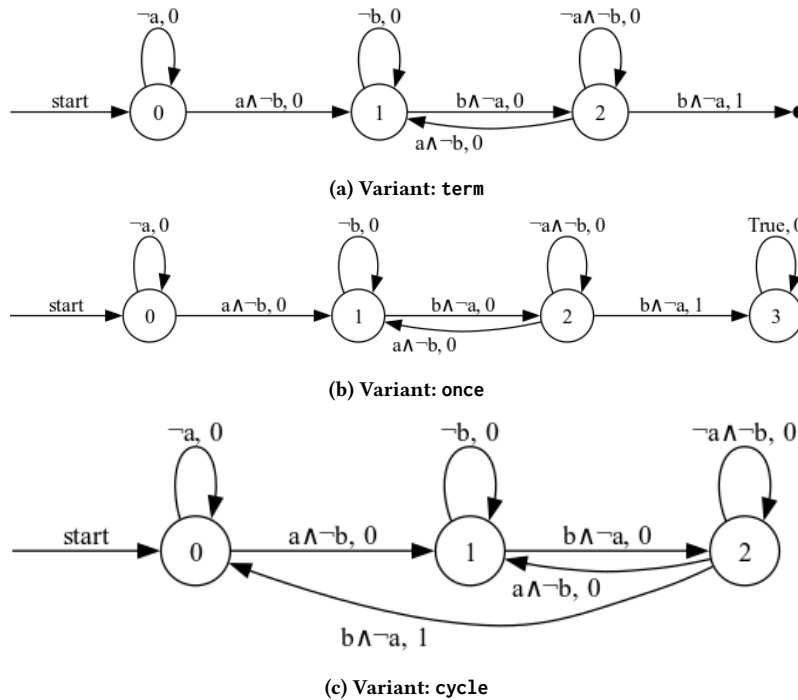 ¬a, 0 ¬b, 0 ¬a∧¬b, 0
start 0 a∧¬b, 0 1 b∧¬a, 0 2 b∧¬a, 1
a∧¬b, 0
(a) Variant: term
¬a, 0 ¬b, 0 ¬a∧¬b, 0 True, 0
start 0 a∧¬b, 0 1 b∧¬a, 0 2 b∧¬a, 1 3
a∧¬b, 0
(b) Variant: once
¬a, 0 ¬b, 0 ¬a∧¬b, 0
start 0 a∧¬b, 0 1 b∧¬a, 0 2
a∧¬b, 0
b∧¬a, 1
(c) Variant: cycle